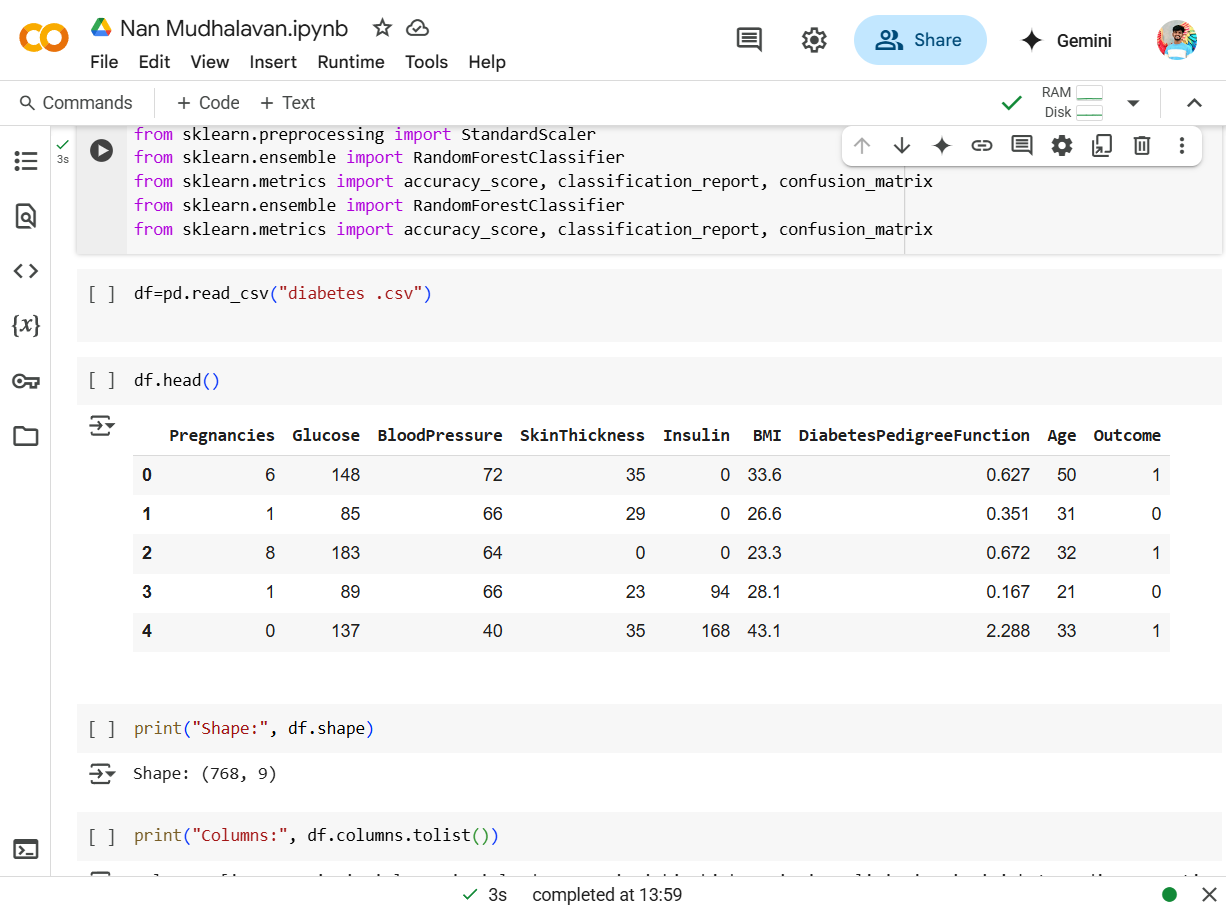 Nan Mudhalavan.ipynb
File Edit View Insert Runtime Tools Help
Share
Gemini
Commands + Code + Text
RAM
Disk
3s
from sklearn.preprocessing import StandardScaler
from sklearn.ensemble import RandomForestClassifier
from sklearn.metrics import accuracy_score, classification_report, confusion_matrix
from sklearn.ensemble import RandomForestClassifier
from sklearn.metrics import accuracy_score, classification_report, confusion_matrix
[ ] df=pd.read_csv("diabetes .csv")
[ ] df.head()
Pregnancies Glucose BloodPressure SkinThickness Insulin BMI DiabetesPedigreeFunction Age Outcome
0 6 148 72 35 0 33.6 0.627 50 1
1 1 85 66 29 0 26.6 0.351 31 0
2 8 183 64 0 0 23.3 0.672 32 1
3 1 89 66 23 94 28.1 0.167 21 0
4 0 137 40 35 168 43.1 2.288 33 1
[ ] print("Shape:", df.shape)
Shape: (768, 9)
[ ] print("Columns:", df.columns.tolist())
3s completed at 13:59